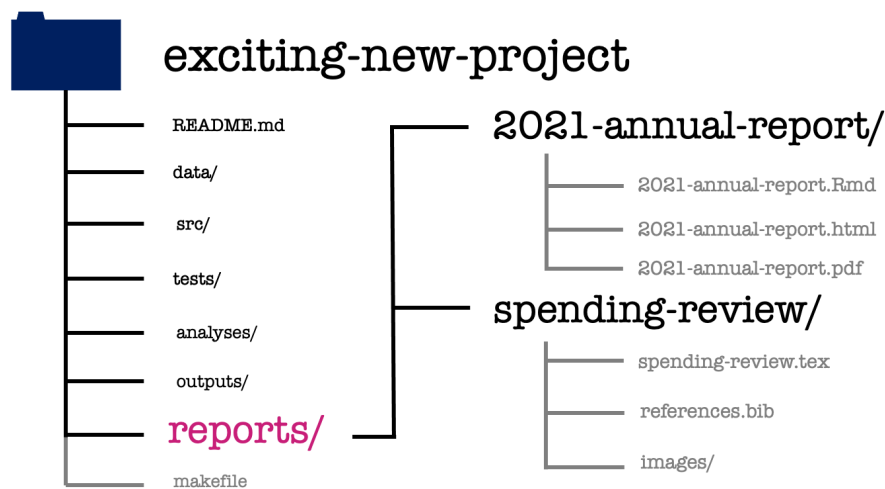 exciting-new-project
README.md
data/
src/
tests/
analyses/
outputs/
reports/
makefile
2021-annual-report/
2021-annual-report.Rmd
2021-annual-report.html
2021-annual-report.pdf
spending-review/
spending-review.tex
references.bib
images/